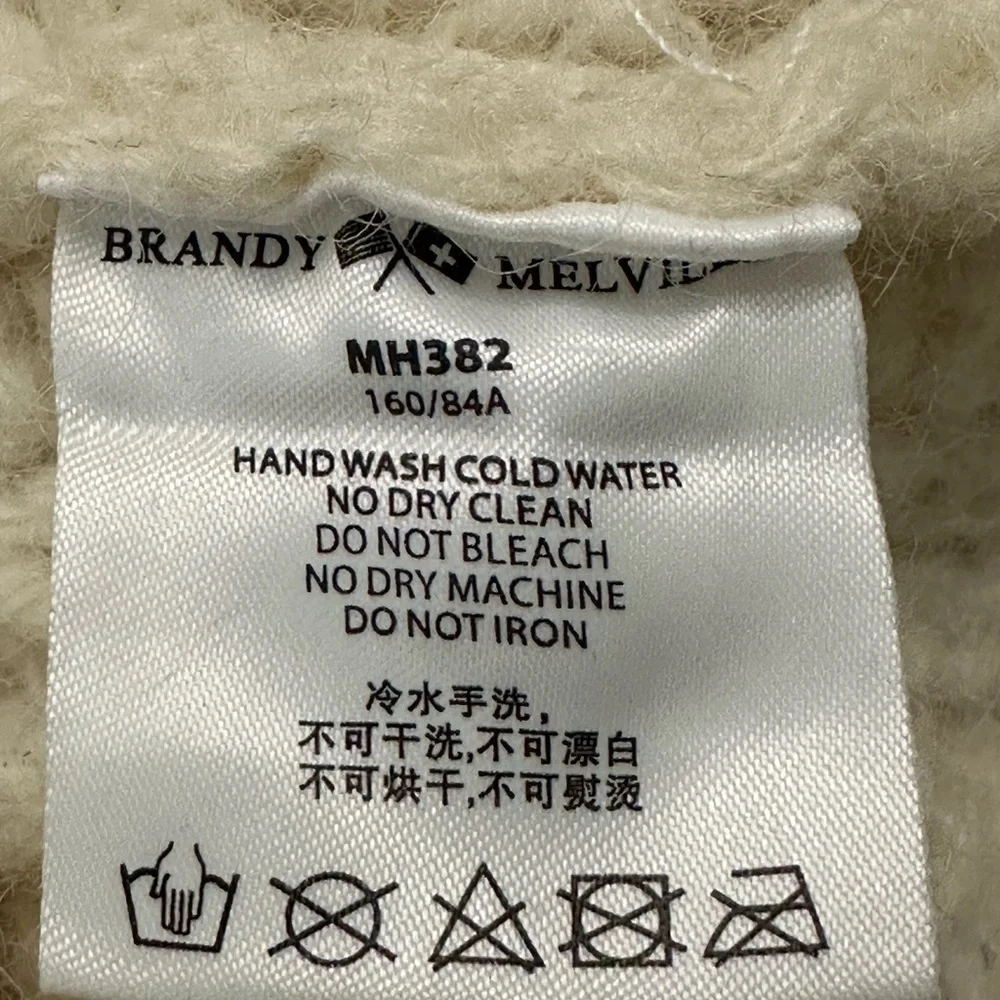 BRANDY MELVILLE
MH382
160/84A
HAND WASH COLD WATER
NO DRY CLEAN
DO NOT BLEACH
NO DRY MACHINE
DO NOT IRON
冷水手洗,
不可干洗,不可漂白
不可烘干,不可熨烫